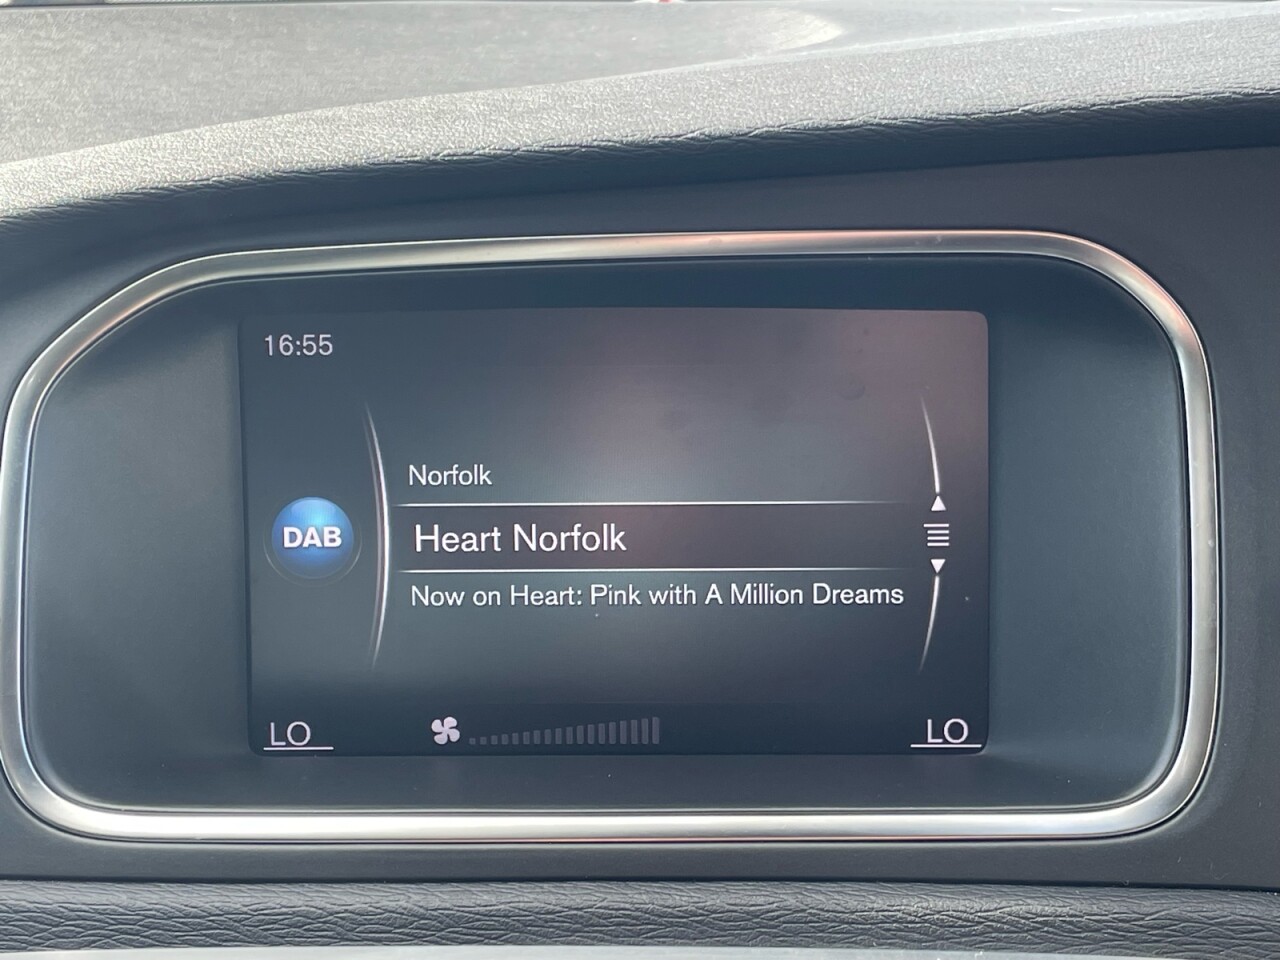 16:55
Norfolk
DAB
Heart Norfolk
Now on Heart: Pink with A Million Dreams
LO
LO